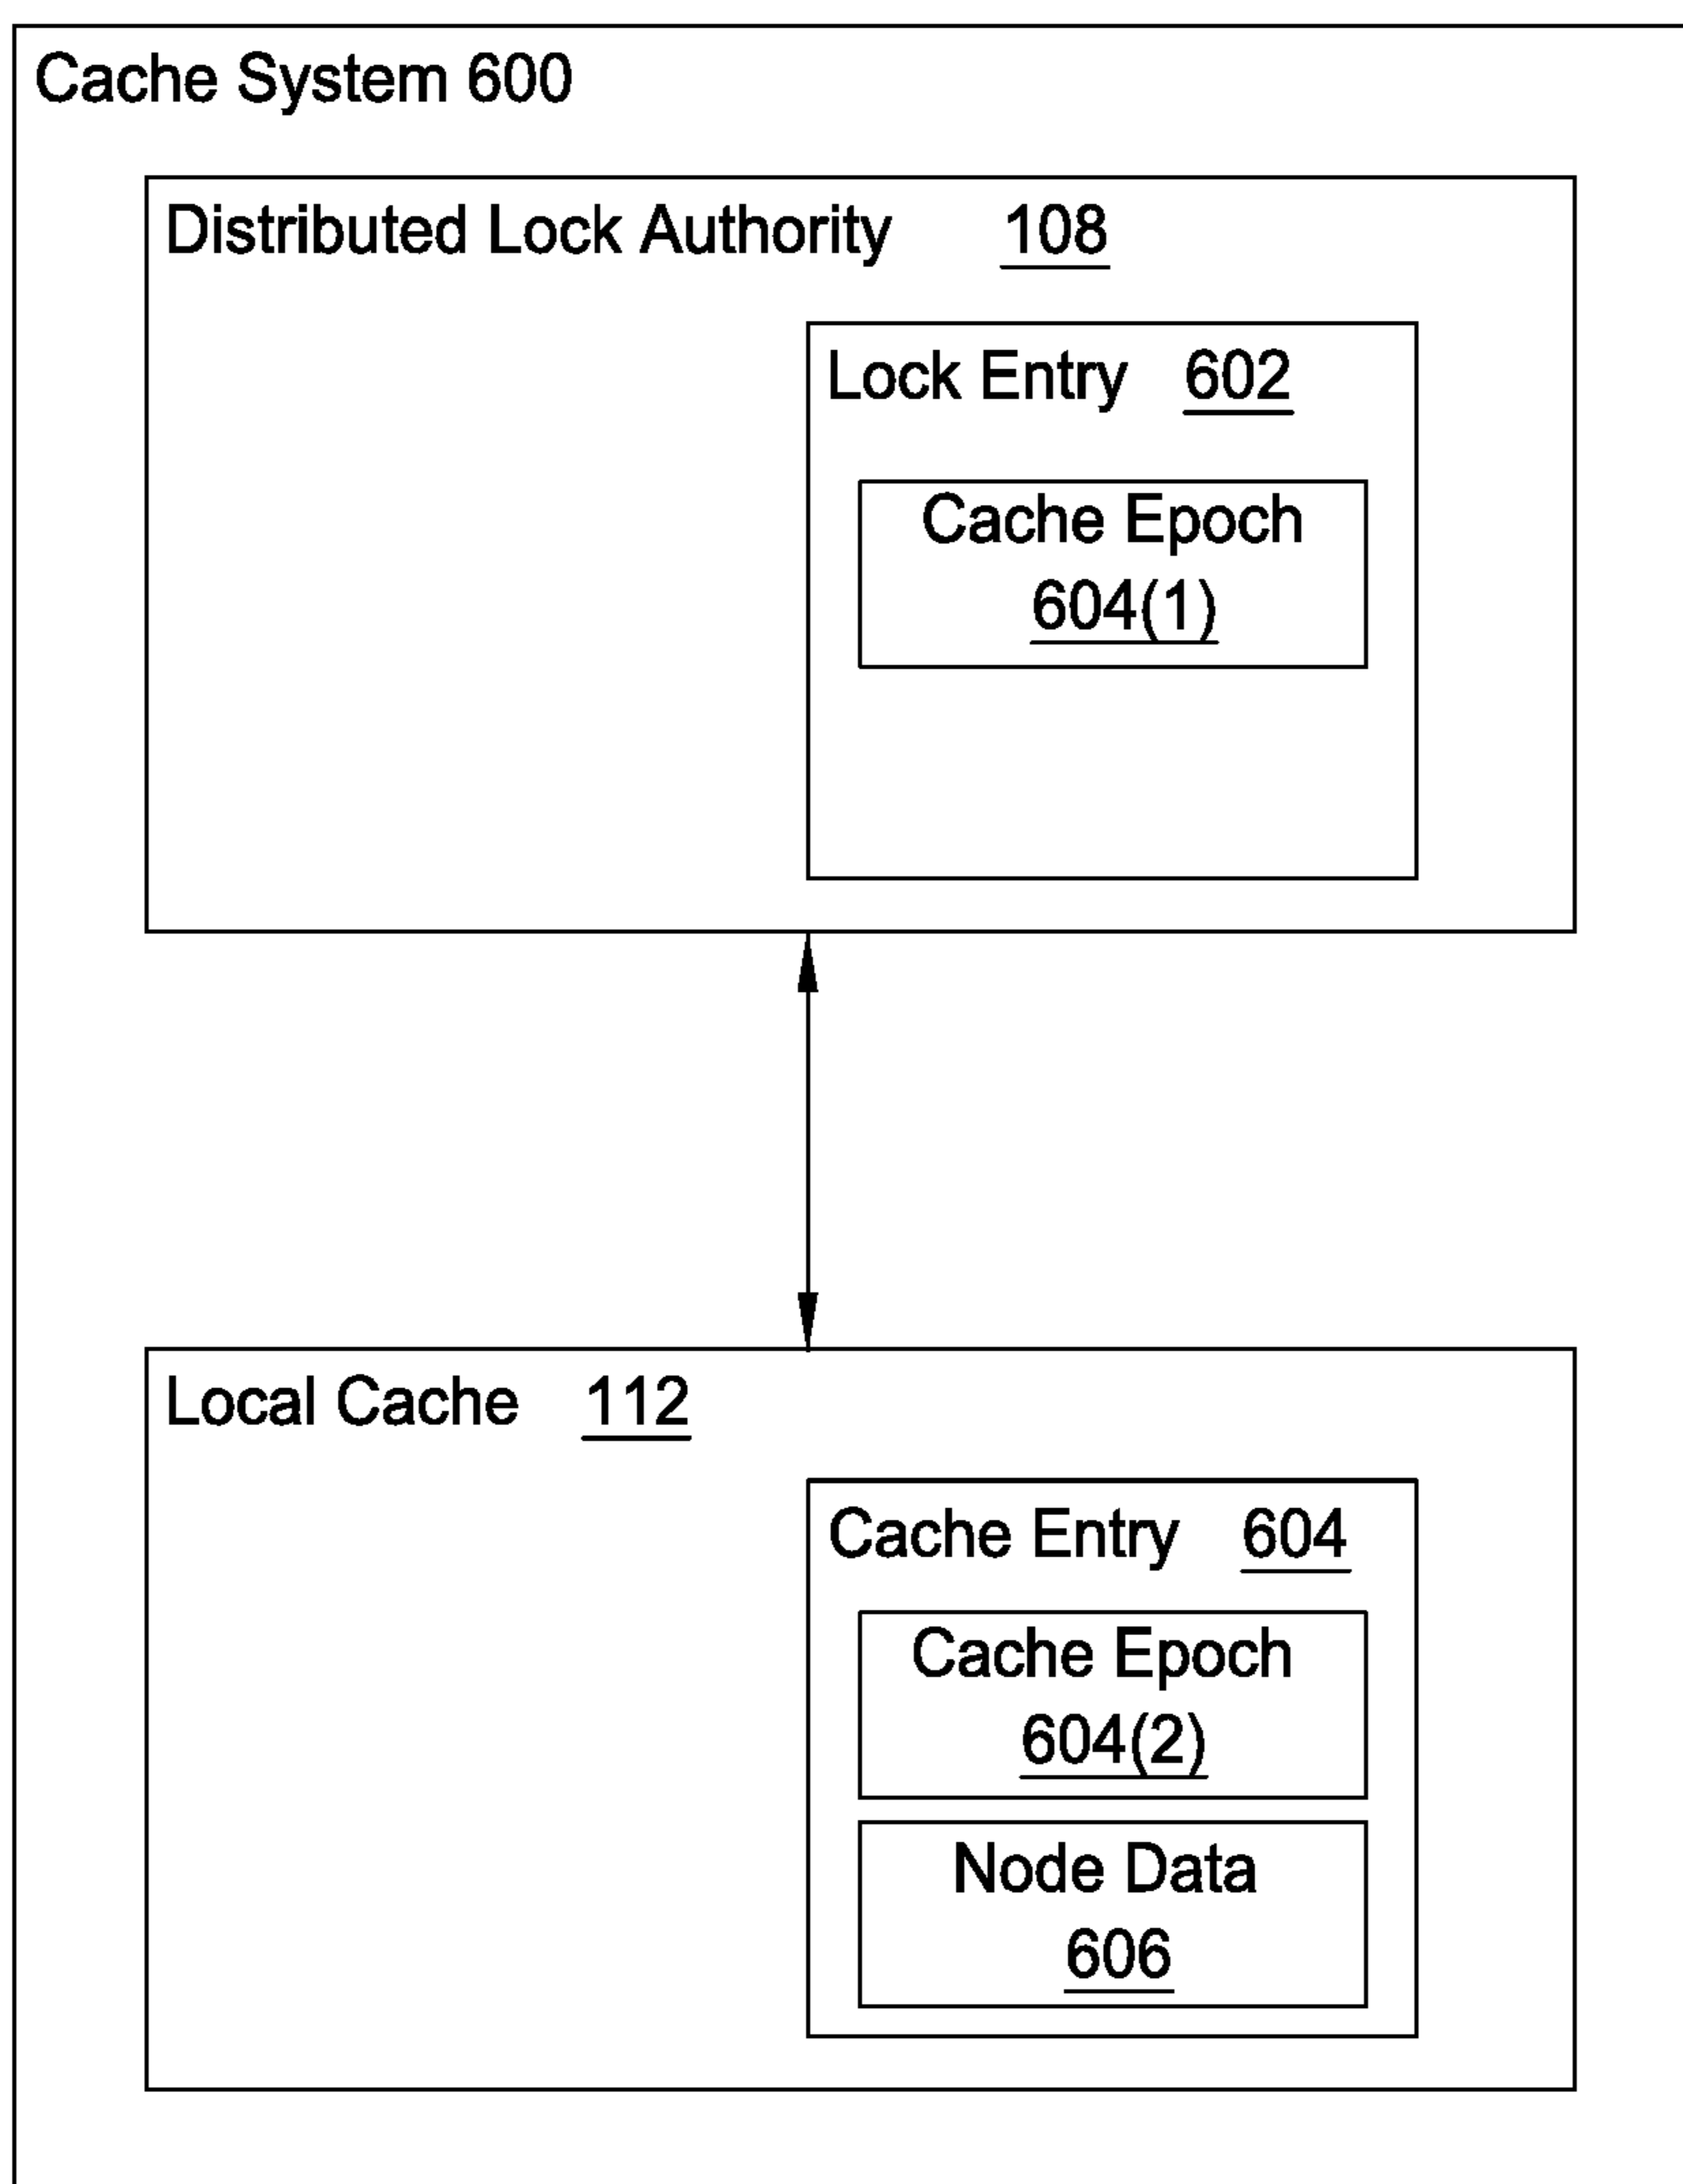 Cache System 600
Distributed Lock Authority 108
Lock Entry 602
Cache Epoch
604(1)
Local Cache 112
Cache Entry 604
Cache Epoch
604(2)
Node Data
606